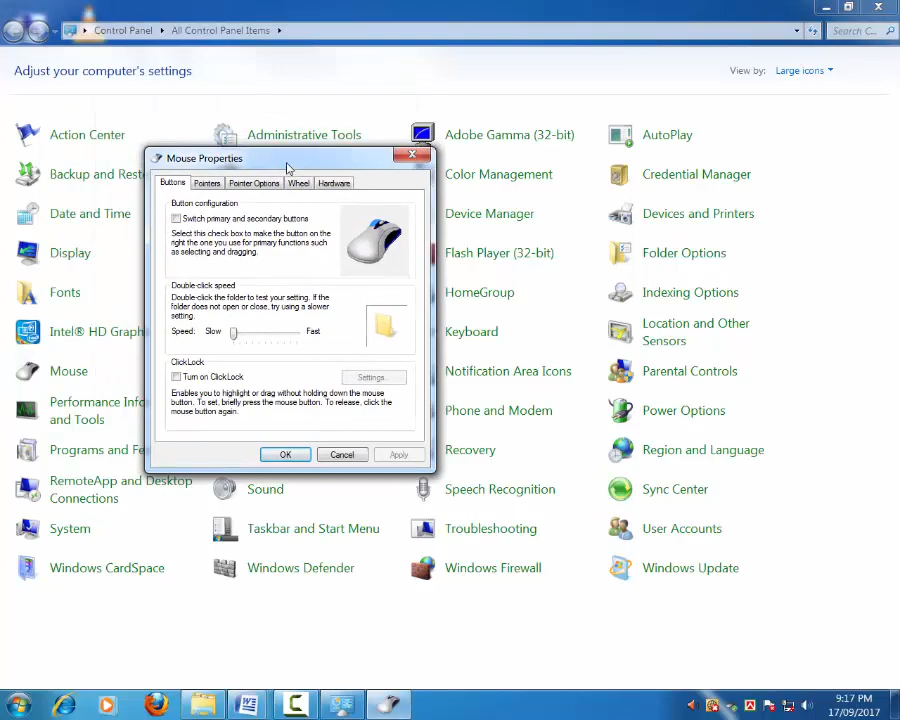 Control Panel
All Control Panel Items
Search C...
Adjust your computer's settings
View by:
Large icons
Action Center
Administrative Tools
Adobe Gamma (32-bit)
AutoPlay
Backup and Rest
Color Management
Credential Manager
Date and Time
Device Manager
Devices and Printers
Display
Flash Player (32-bit)
Folder Options
Fonts
HomeGroup
Indexing Options
Intel® HD Graph
Keyboard
Location and Other
Sensors
Mouse
Notification Area Icons
Parental Controls
Performance Info
and Tools
Phone and Modem
Power Options
Programs and Fe
Recovery
Region and Language
RemoteApp and Desktop
Connections
Sound
Speech Recognition
Sync Center
System
Taskbar and Start Menu
Troubleshooting
User Accounts
Windows CardSpace
Windows Defender
Windows Firewall
Windows Update
Mouse Properties
Buttons
Pointers
Pointer Options
Wheel
Hardware
Button configuration
Switch primary and secondary buttons
Select this check box to make the button on
the right the one you use for primary functions such
as selecting and dragging.
Double-click speed
Double-click the folder to test your setting. If the
folder does not open or close, try using a slower
setting.
Speed:
Slow
Fast
ClickLock
Turn on ClickLock
Settings...
Enables you to highlight or drag without holding down the mouse
button. To set, briefly press the mouse button. To release, click the
mouse button again.
OK
Cancel
Apply
9:17 PM
17/09/2017